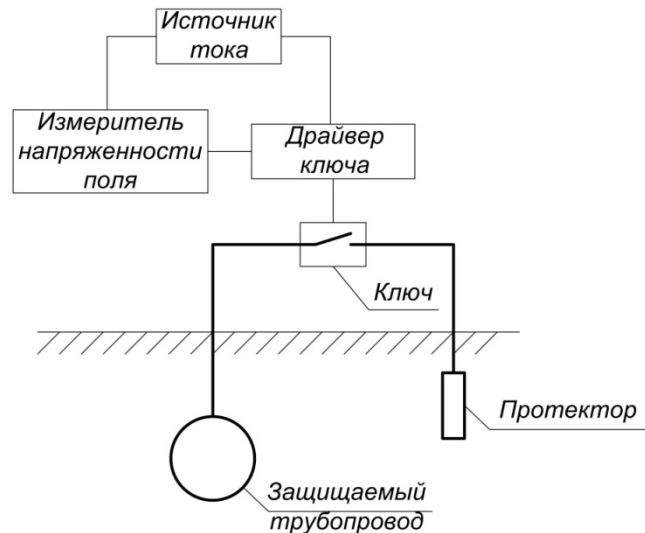 Источник
тока
Измеритель
напряженности
поля
Драйвер
ключа
Ключ
Протектор
Защищаемый
трубопровод